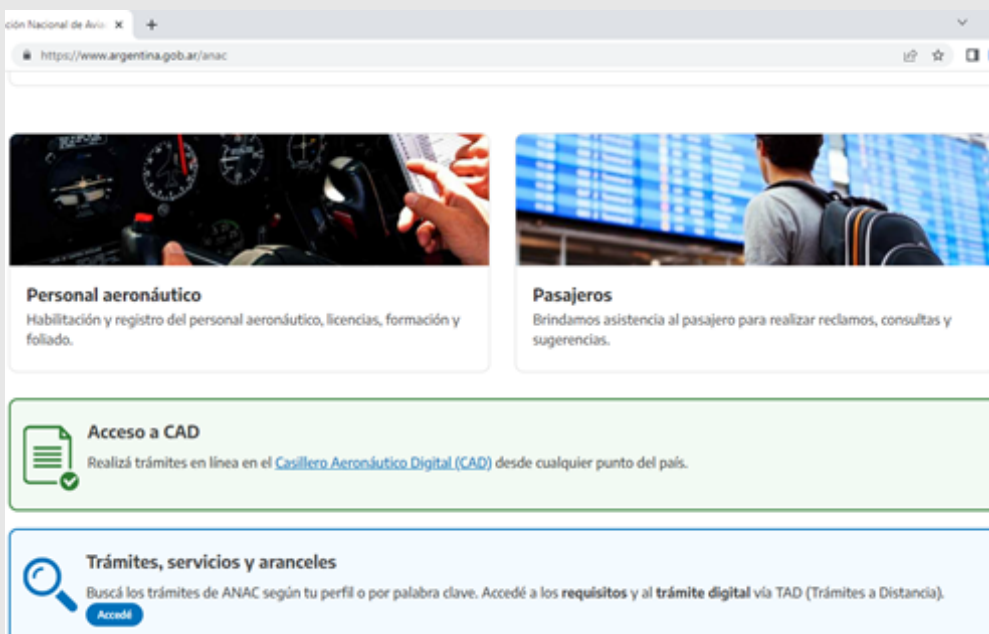 ción Nacional de Avia
https://www.argentina.gob.ar/anac
Personal aeronáutico
Habilitación y registro del personal aeronáutico, licencias, formación y
foliado.
Pasajeros
Brindamos asistencia al pasajero para realizar reclamos, consultas y
sugerencias.
Acceso a CAD
Realizá trámites en línea en el Casillero Aeronáutico Digital (CAD) desde cualquier punto del país.
Trámites, servicios y aranceles
Buscá los trámites de ANAC según tu perfil o por palabra clave. Accedé a los requisitos y al trámite digital vía TAD (Trámites a Distancia).
Accedé